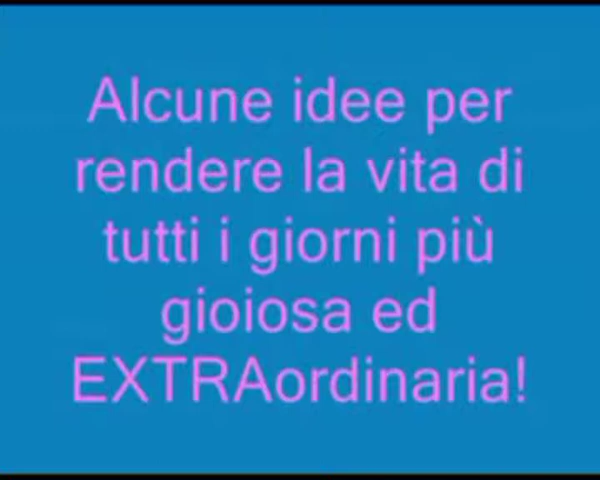 Alcune idee per
rendere la vita di
tutti i giorni più
gioiosa ed
EXTRAordinaria!